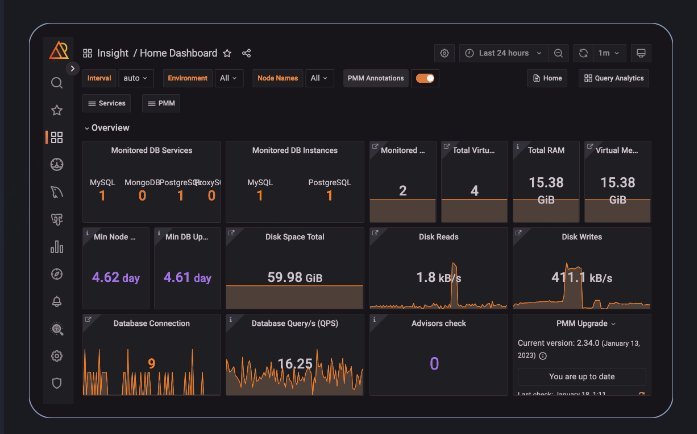 Insight / Home Dashboard
Last 24 hours
1m
Interval auto Environment All Node Names All PMM Annotations Home Query Analytics
Services PMM
Overview
Monitored DB Services
MySQL MongoDB PostgreSQL ProxySQL
1 0 1 0
Monitored DB Instances
MySQL PostgreSQL
1 1
Monitored ...
2
Total Virtu...
4
Total RAM
15.38
GiB
Virtual Me...
15.38
GiB
Min Node ...
4.62 day
Min DB Up...
4.61 day
Disk Space Total
59.98 GiB
Disk Reads
1.8 kB/s
Disk Writes
411.1 kB/s
Database Connection
9
Database Query/s (QPS)
16.25
Advisors check
0
PMM Upgrade
Current version: 2.34.0 (January 13,
2023)
You are up to date
Last check: January 18, 1:11